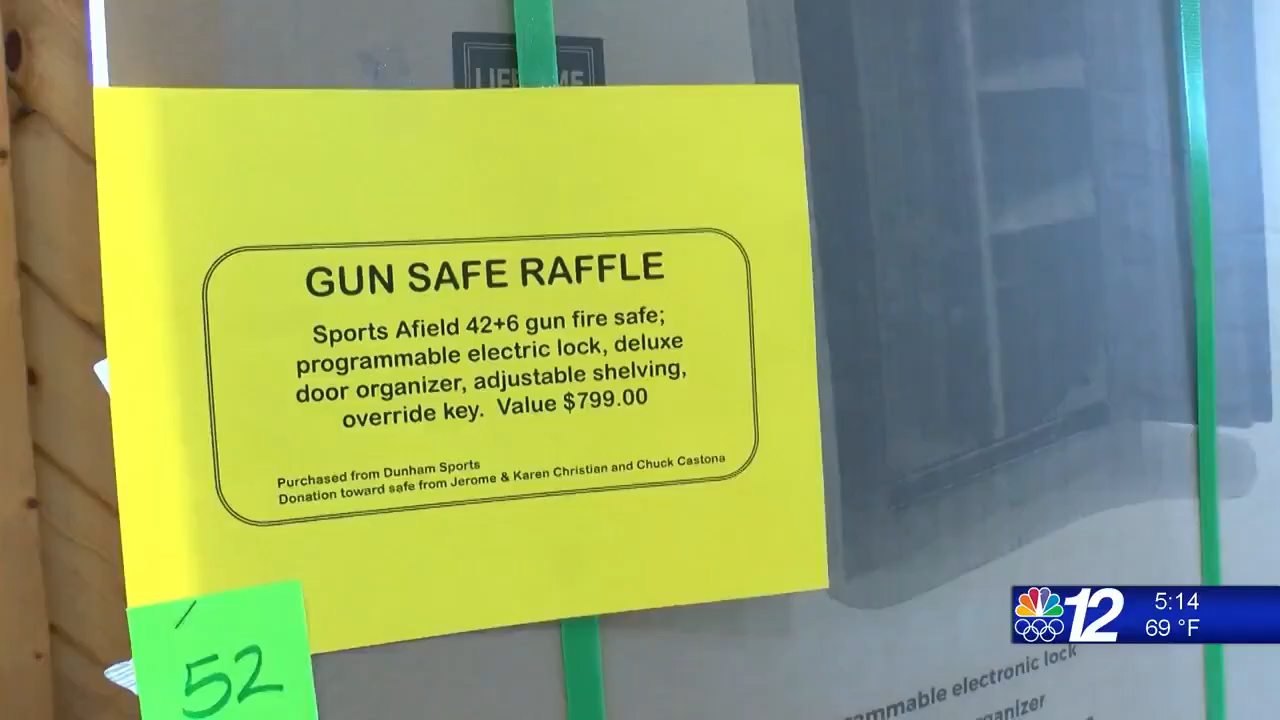 GUN SAFE RAFFLE
Sports Afield 42+6 gun fire safe;
programmable electric lock, deluxe
door organizer, adjustable shelving,
override key. Value $799.00
Purchased from Dunham Sports
Donation toward safe from Jerome & Karen Christian and Chuck Castona
52
12
5:14
69 °F
electronic lock